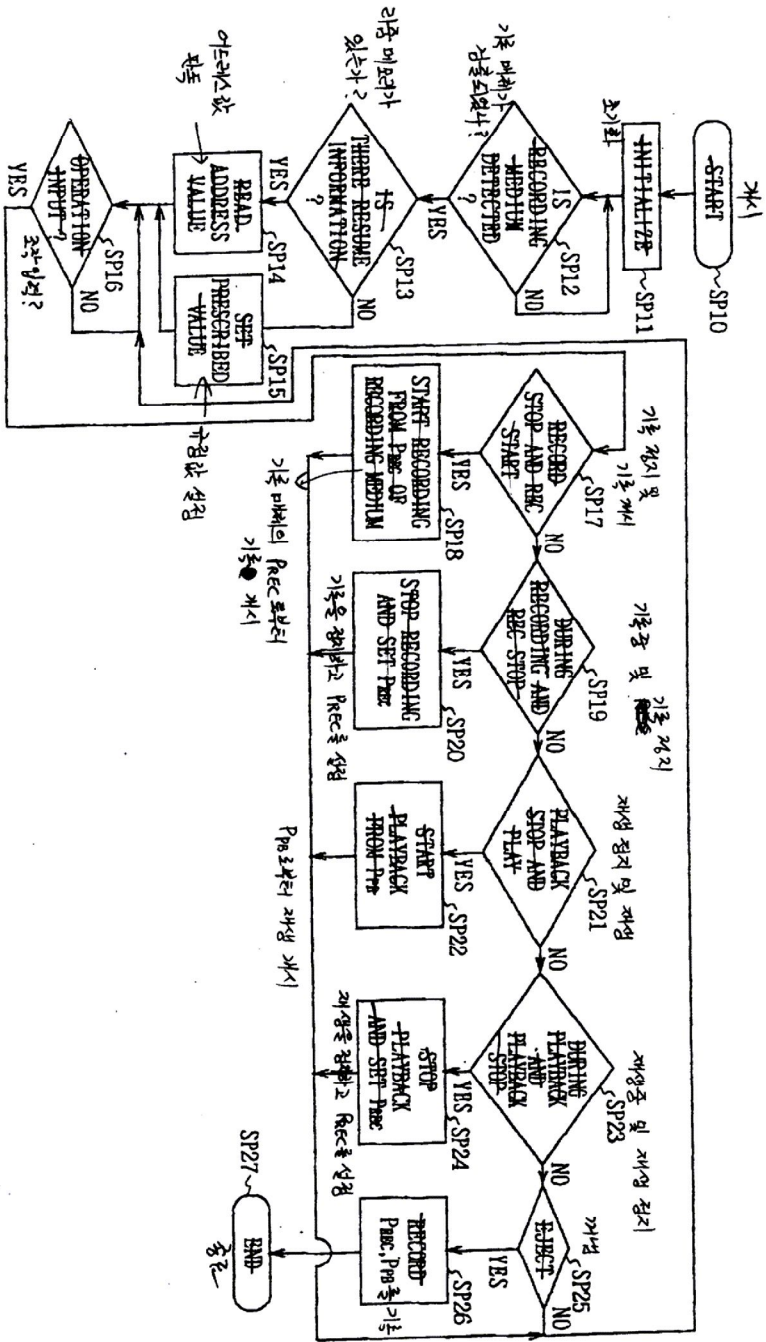 개시
START
SP10
초기화
INITIALIZE
SP11
기록 매체가
검출되었나?
IS
RECORDING
MEDIUM
DETECTED
?
SP12
NO
YES
리줌 메모리가
있는가?
IS
THERE RESUME
INFORMATION
?
SP13
NO
YES
어드레스값
판독
READ
ADDRESS
VALUE
SP14
SET
PRESCRIBED
VALUE
SP15
규정값 설정
OPERATION
INPUT ?
SP16
조작 입력?
NO
YES
기록 정지 및
기록 개시
RECORD
STOP AND REC
START
SP17
NO
YES
START RECORDING
FROM PREC OF
RECORDING MEDIUM
SP18
기록 매체의 PREC로부터
기록 개시
기록중 및 기록 정지
DURING
RECORDING AND
REC STOP
SP19
NO
YES
STOP RECORDING
AND SET PREC
SP20
기록을 정지하고 PREC를 설정
재생 정지 및 재생
PLAYBACK
STOP AND
PLAY
SP21
NO
YES
START
PLAYBACK
FROM PPB
SP22
PPB로부터 재생 개시
재생중 및 재생 정지
DURING
PLAYBACK
AND
PLAYBACK
STOP
SP23
NO
YES
STOP
PLAYBACK
AND SET PREC
SP24
재생을 정지하고 PREC를 설정
EJECT
SP25
NO
YES
RECORD
PREC, PPB를 기록
SP26
SP27
END
종료